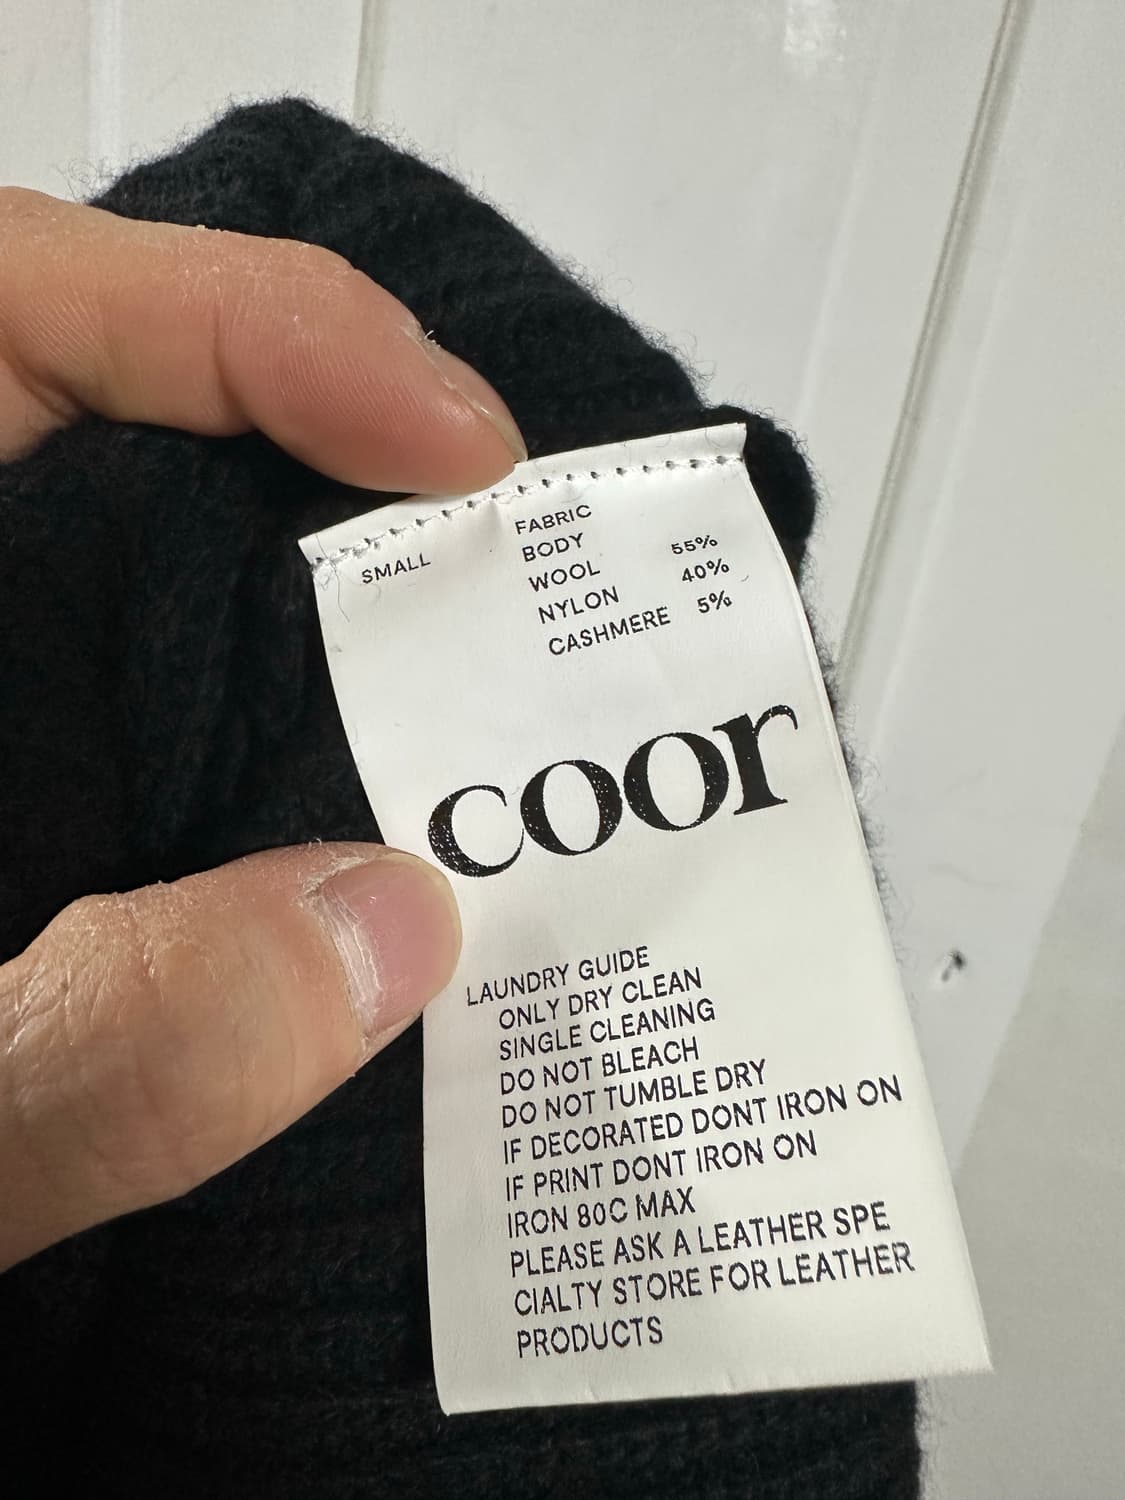 SMALL
FABRIC
BODY
WOOL 55%
NYLON 40%
CASHMERE 5%
coor
LAUNDRY GUIDE
ONLY DRY CLEAN
SINGLE CLEANING
DO NOT BLEACH
DO NOT TUMBLE DRY
IF DECORATED DONT IRON ON
IF PRINT DONT IRON ON
IRON 80C MAX
PLEASE ASK A LEATHER SPE
CIALTY STORE FOR LEATHER
PRODUCTS